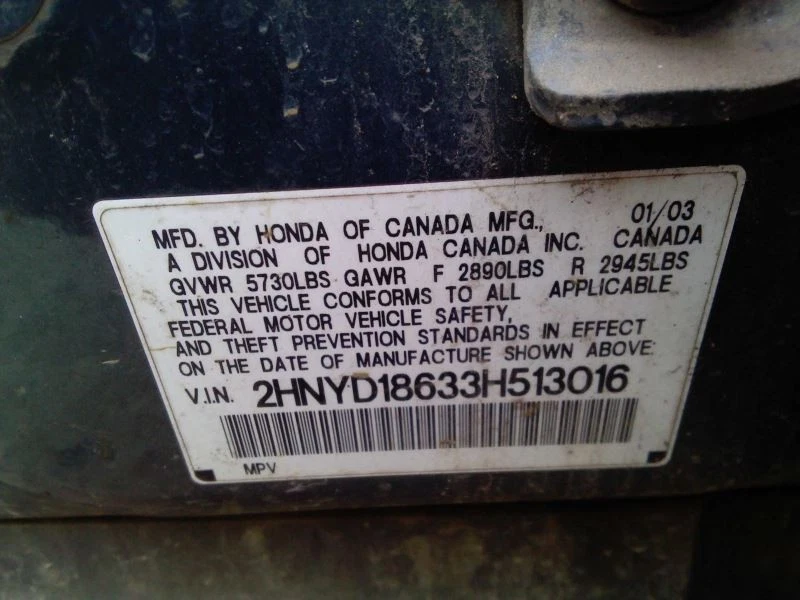 MFD. BY HONDA OF CANADA MFG., 01/03
A DIVISION OF HONDA CANADA INC. CANADA
GVWR 5730LBS GAWR F 2890LBS R 2945LBS
THIS VEHICLE CONFORMS TO ALL APPLICABLE
FEDERAL MOTOR VEHICLE SAFETY,
AND THEFT PREVENTION STANDARDS IN EFFECT
ON THE DATE OF MANUFACTURE SHOWN ABOVE:
V.I.N. 2HNYD18633H513016
MPV